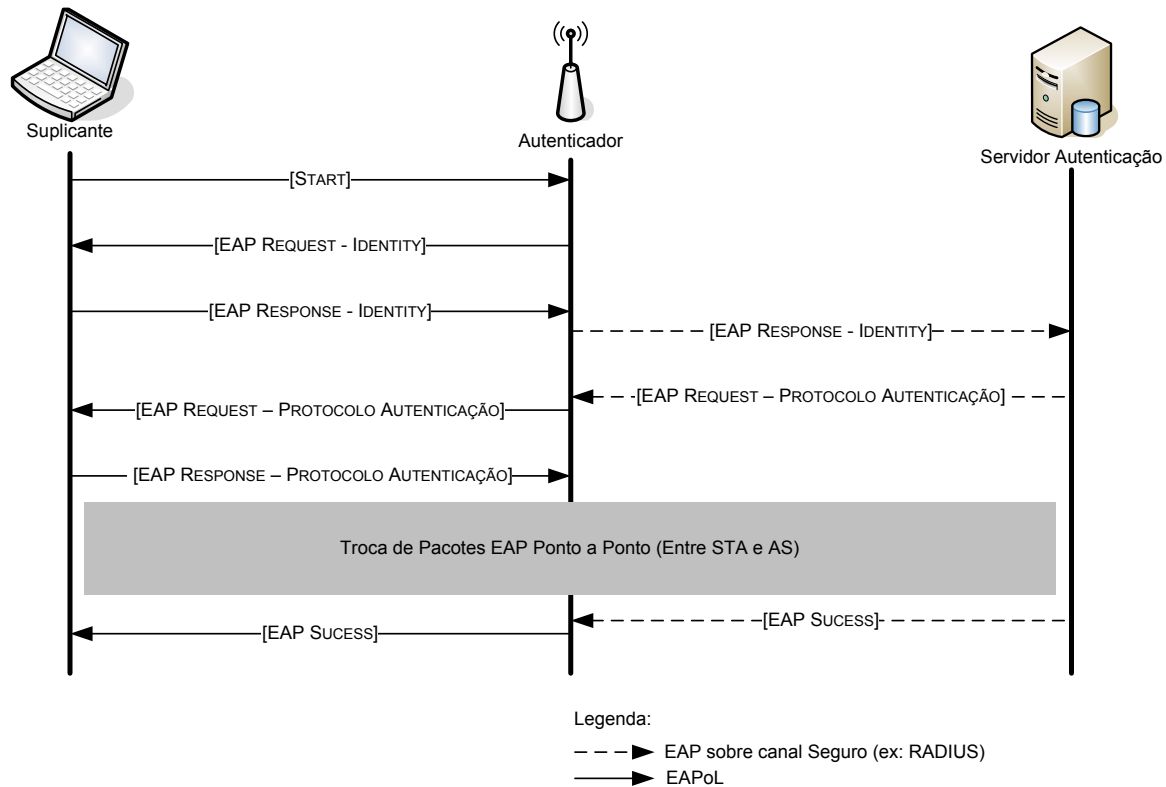 Suplicante
Autenticador
Servidor Autenticação
[START]
[EAP REQUEST - IDENTITY]
[EAP RESPONSE - IDENTITY]
[EAP RESPONSE - IDENTITY]
[EAP REQUEST – PROTOCOLO AUTENTICAÇÃO]
[EAP REQUEST – PROTOCOLO AUTENTICAÇÃO]
[EAP RESPONSE – PROTOCOLO AUTENTICAÇÃO]
Troca de Pacotes EAP Ponto a Ponto (Entre STA e AS)
[EAP SUCESS]
[EAP SUCESS]
Legenda:
EAP sobre canal Seguro (ex: RADIUS)
EAPoL